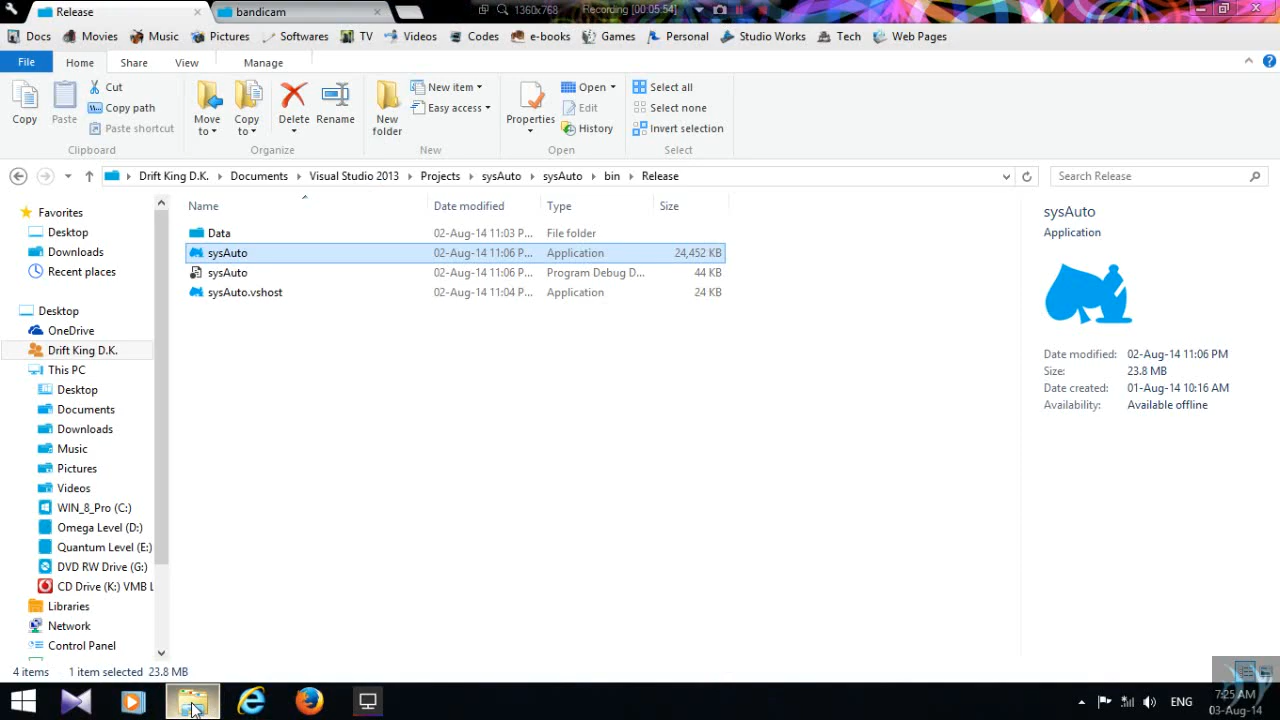 Release
bandicam
1360x768
Recording [00:05:54]
Docs
Movies
Music
Pictures
Softwares
TV
Videos
Codes
e-books
Games
Personal
Studio Works
Tech
Web Pages
File
Home
Share
View
Manage
Copy
Paste
Cut
Copy path
Paste shortcut
Clipboard
Move to
Copy to
Delete
Rename
Organize
New folder
New item
Easy access
New
Properties
Open
Edit
History
Open
Select all
Select none
Invert selection
Select
Drift King D.K.
Documents
Visual Studio 2013
Projects
sysAuto
sysAuto
bin
Release
Search Release
Name
Date modified
Type
Size
Data 02-Aug-14 11:03 P... File folder
sysAuto 02-Aug-14 11:06 P... Application 24,452 KB
sysAuto 02-Aug-14 11:06 P... Program Debug D... 44 KB
sysAuto.vshost 02-Aug-14 11:04 P... Application 24 KB
Favorites
Desktop
Downloads
Recent places
Desktop
OneDrive
Drift King D.K.
This PC
Desktop
Documents
Downloads
Music
Pictures
Videos
WIN_8_Pro (C:)
Omega Level (D:)
Quantum Level (E:)
DVD RW Drive (G:)
CD Drive (K:) VMB L
Libraries
Network
Control Panel
sysAuto
Application
Date modified: 02-Aug-14 11:06 PM
Size: 23.8 MB
Date created: 01-Aug-14 10:16 AM
Availability: Available offline
4 items
1 item selected 23.8 MB
ENG
7:25 AM
03-Aug-14